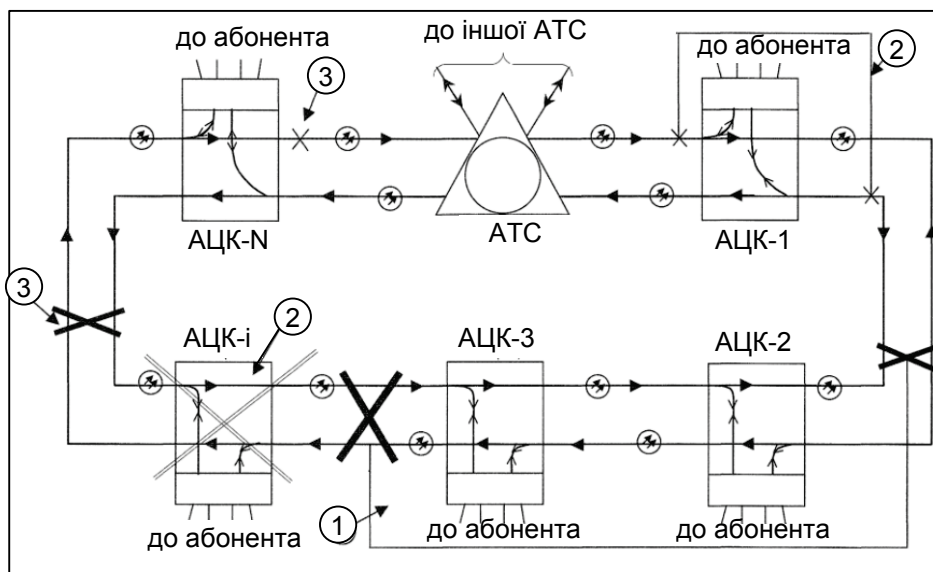 до абонента
до іншої АТС
до абонента
2
3
АЦК-N
АТС
АЦК-1
3
АЦК-і
2
АЦК-3
АЦК-2
1
до абонента
до абонента
до абонента